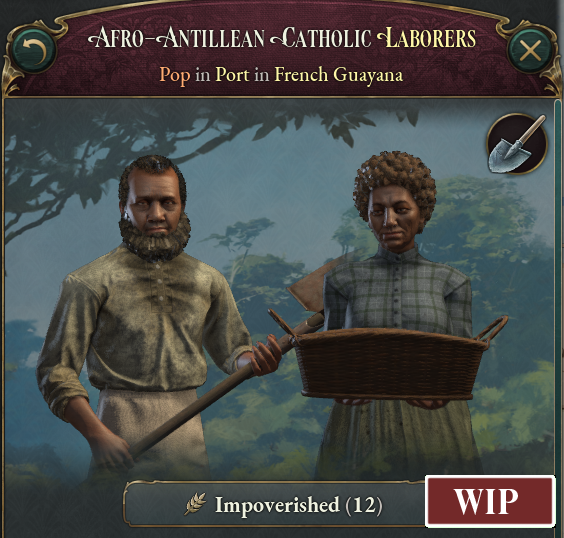 AFRO-ANTILLEAN CATHOLIC LABORERS
Pop in Port in French Guayana
Impoverished (12)
WIP